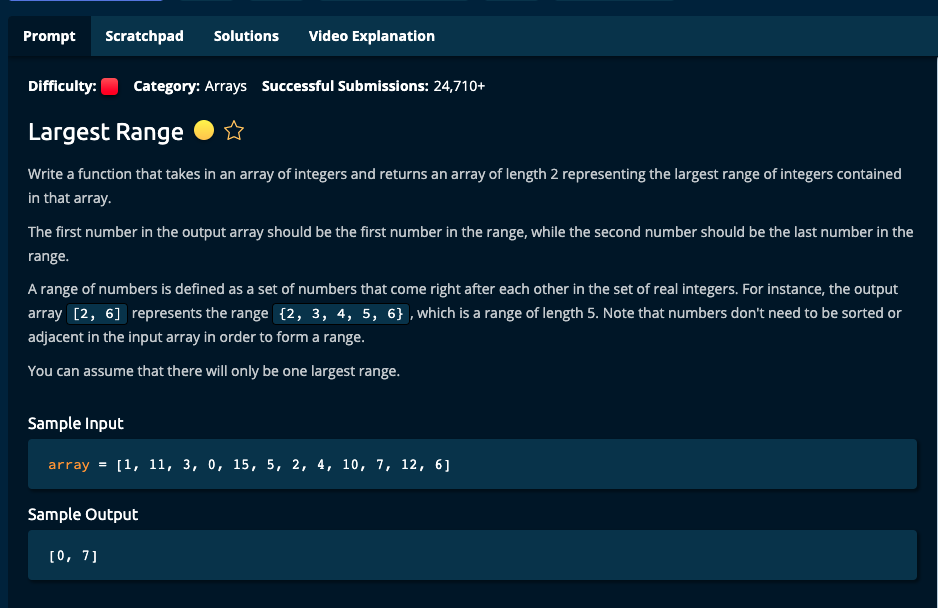 Prompt Scratchpad Solutions Video Explanation
Difficulty: Category: Arrays Successful Submissions: 24,710+
Largest Range
Write a function that takes in an array of integers and returns an array of length 2 representing the largest range of integers contained
in that array.
The first number in the output array should be the first number in the range, while the second number should be the last number in the
range.
A range of numbers is defined as a set of numbers that come right after each other in the set of real integers. For instance, the output
array [2, 6] represents the range {2, 3, 4, 5, 6}, which is a range of length 5. Note that numbers don't need to be sorted or
adjacent in the input array in order to form a range.
You can assume that there will only be one largest range.
Sample Input
array = [1, 11, 3, 0, 15, 5, 2, 4, 10, 7, 12, 6]
Sample Output
[0, 7]